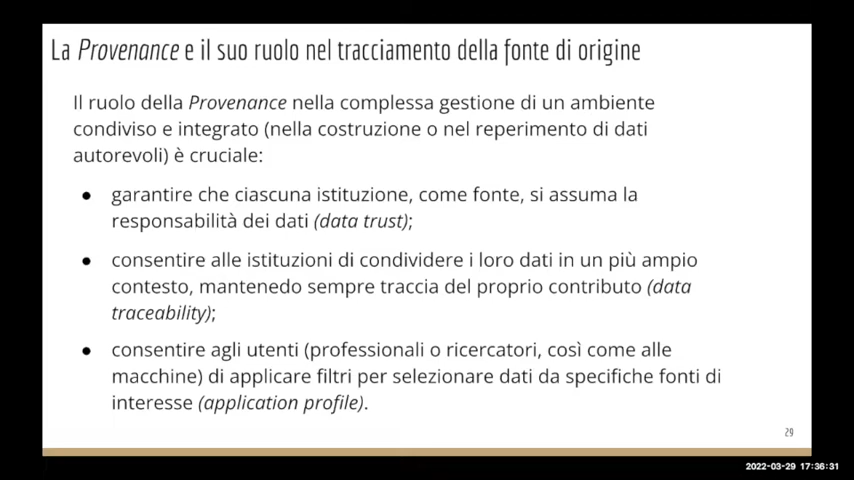 La Provenance e il suo ruolo nel tracciamento della fonte di origine
Il ruolo della Provenance nella complessa gestione di un ambiente
condiviso e integrato (nella costruzione o nel reperimento di dati
autorevoli) è cruciale:
● garantire che ciascuna istituzione, come fonte, si assuma la
responsabilità dei dati (data trust);
● consentire alle istituzioni di condividere i loro dati in un più ampio
contesto, mantenedo sempre traccia del proprio contributo (data
traceability);
● consentire agli utenti (professionali o ricercatori, così come alle
macchine) di applicare filtri per selezionare dati da specifiche fonti di
interesse (application profile).
29
2022-03-29 17:36:31